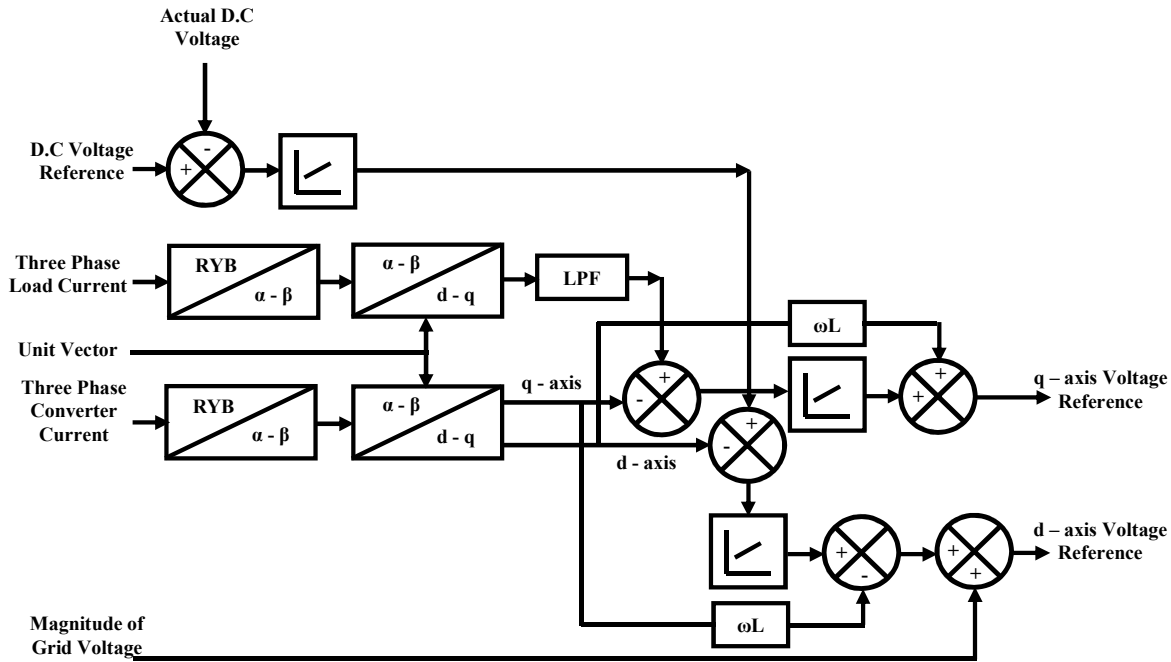 Actual D.C
Voltage
-
D.C Voltage
Reference
+
Three Phase
Load Current
RYB
α - β
α - β
d - q
LPF
ωL
Unit Vector
Three Phase
Converter
Current
RYB
α - β
α - β
d - q
q - axis
d - axis
+
-
+
-
+
+
q – axis Voltage
Reference
+
-
+
+
d – axis Voltage
Reference
ωL
Magnitude of
Grid Voltage